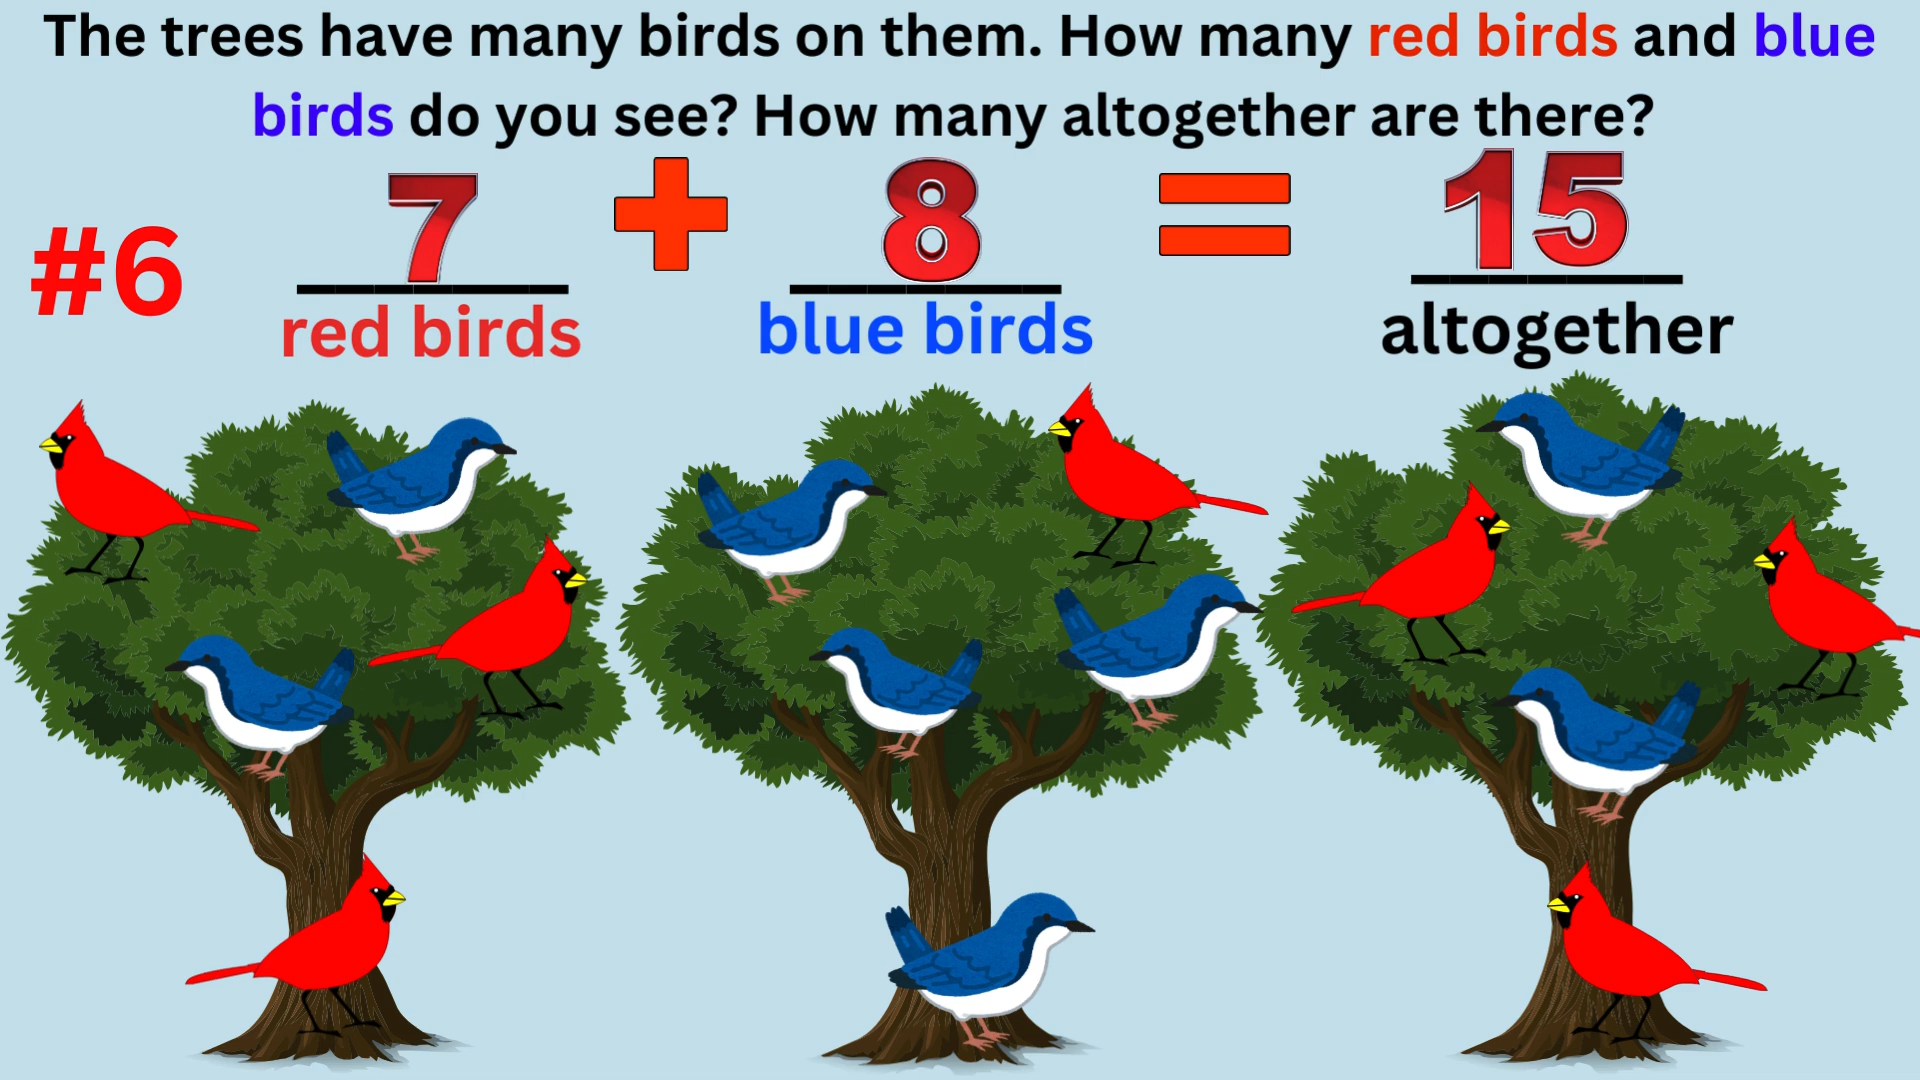 The trees have many birds on them. How many red birds and blue
birds do you see? How many altogether are there?
#6
7 + 8 = 15
red birds blue birds altogether